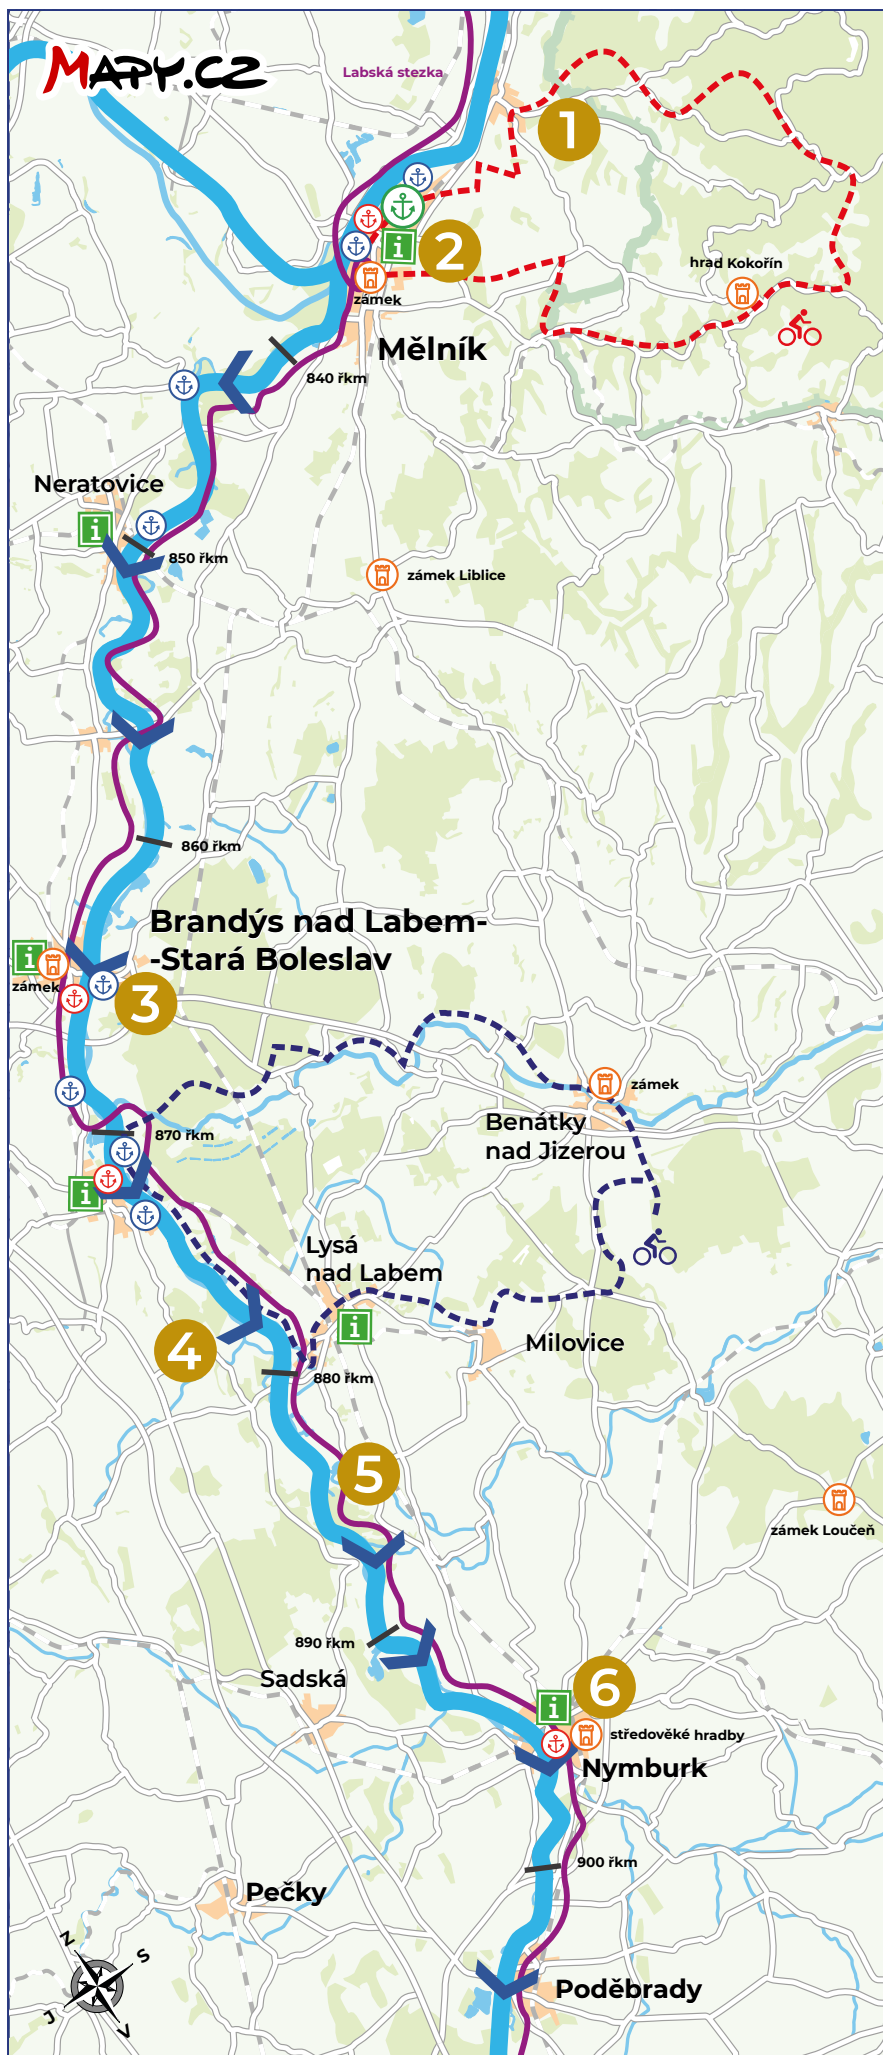 MAPY.CZ
Labská stezka
1
2
hrad Kokořín
zámek
Mělník
840 řkm
Neratovice
850 řkm
zámek Liblice
860 řkm
Brandýs nad Labem-
-Stará Boleslav
zámek
3
zámek
Benátky
nad Jizerou
870 řkm
Lysá
nad Labem
4
Milovice
880 řkm
5
zámek Loučeň
890 řkm
Sadská
6
středověké hradby
Nymburk
900 řkm
Pečky
Z
S
J
V
Poděbrady